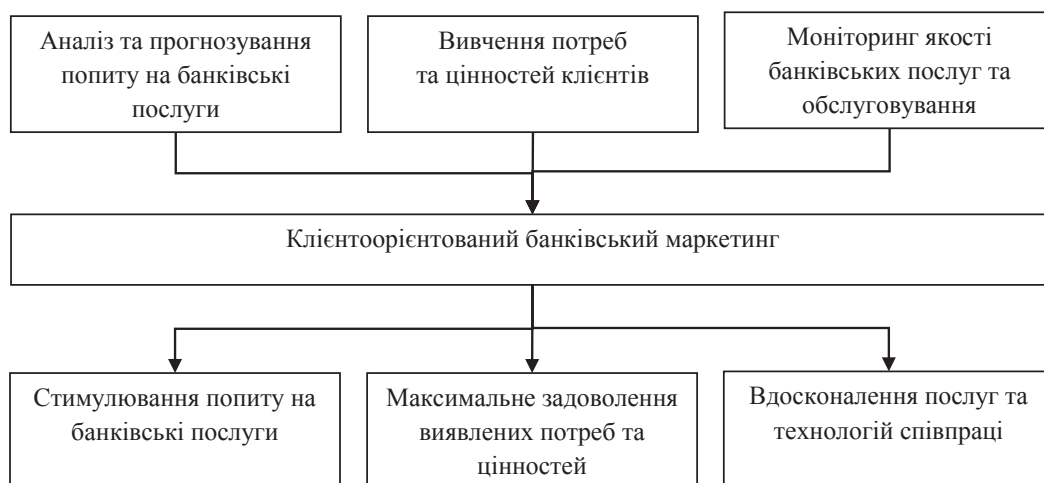 Аналіз та прогнозування
попиту на банківські
послуги
Вивчення потреб
та цінностей клієнтів
Моніторинг якості
банківських послуг та
обслуговування
Клієнтоорієнтований банківський маркетинг
Стимулювання попиту на
банківські послуги
Максимальне задоволення
виявлених потреб та
цінностей
Вдосконалення послуг та
технологій співпраці